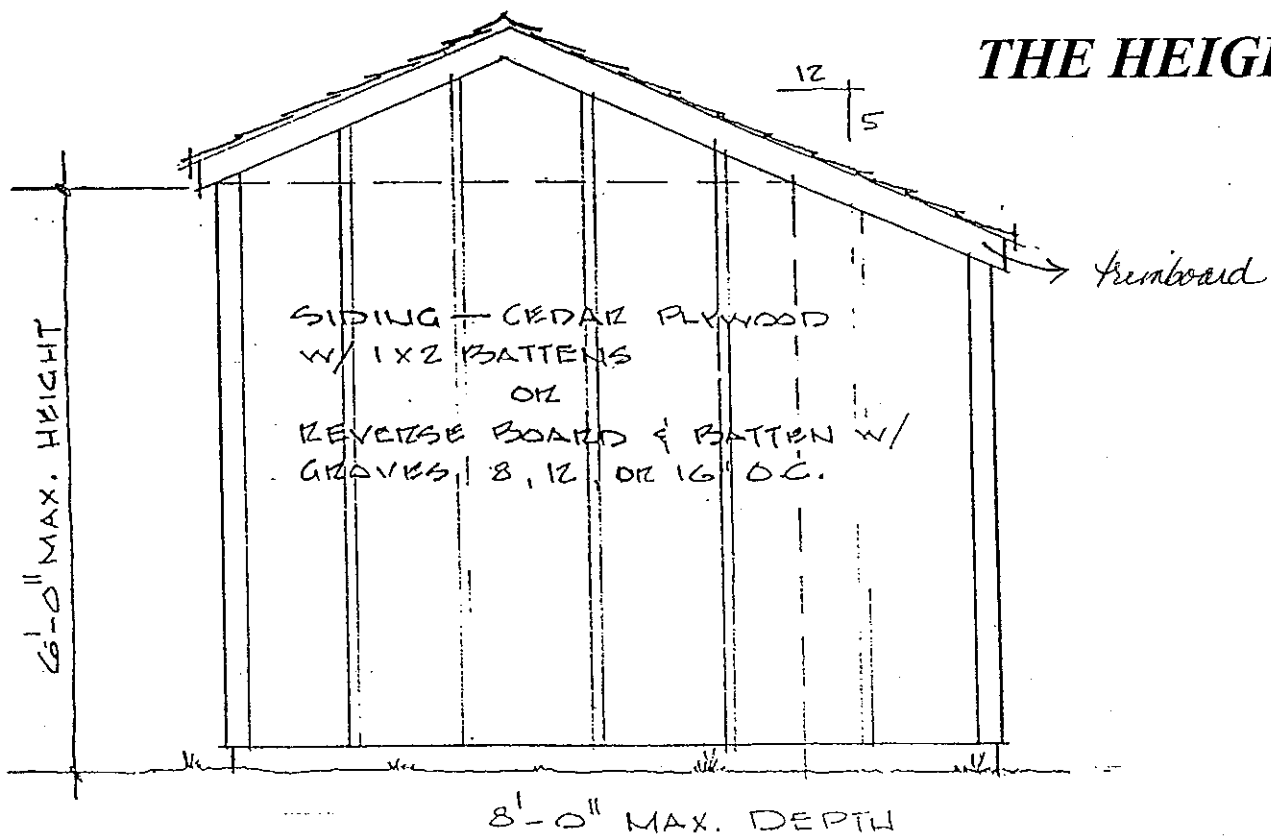 THE HEIG
12
5
trimboard
SIDING — CEDAR PLYWOOD
W/ 1X2 BATTENS
OR
REVERSE BOARD & BATTEN W/
GROVES, 8, 12, OR 16" O.C.
6'-0" MAX. HEIGHT
8'-0" MAX. DEPTH